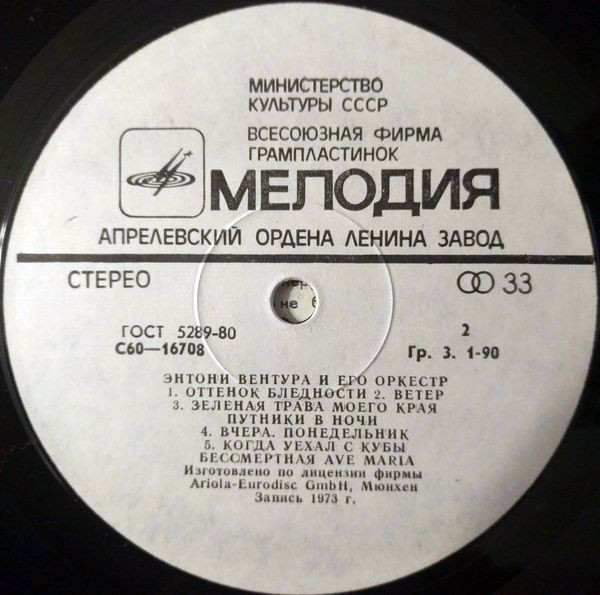 МИНИСТЕРСТВО
КУЛЬТУРЫ СССР
ВСЕСОЮЗНАЯ ФИРМА
ГРАМПЛАСТИНОК
МЕЛОДИЯ
АПРЕЛЕВСКИЙ ОРДЕНА ЛЕНИНА ЗАВОД
СТЕРЕО 33
ГОСТ 5289-80 2
С60—16708 Гр. 3. 1-90
ЭНТОНИ ВЕНТУРА И ЕГО ОРКЕСТР
1. ОТТЕНОК БЛЕДНОСТИ 2. ВЕТЕР
3. ЗЕЛЕНАЯ ТРАВА МОЕГО КРАЯ
ПУТНИКИ В НОЧИ
4. ВЧЕРА. ПОНЕДЕЛЬНИК
5. КОГДА УЕХАЛ С КУБЫ
БЕССМЕРТНАЯ AVE MARIA
Изготовлено по лицензии фирмы
Ariola-Eurodisc GmbH, Мюнхен
Запись 1973 г.